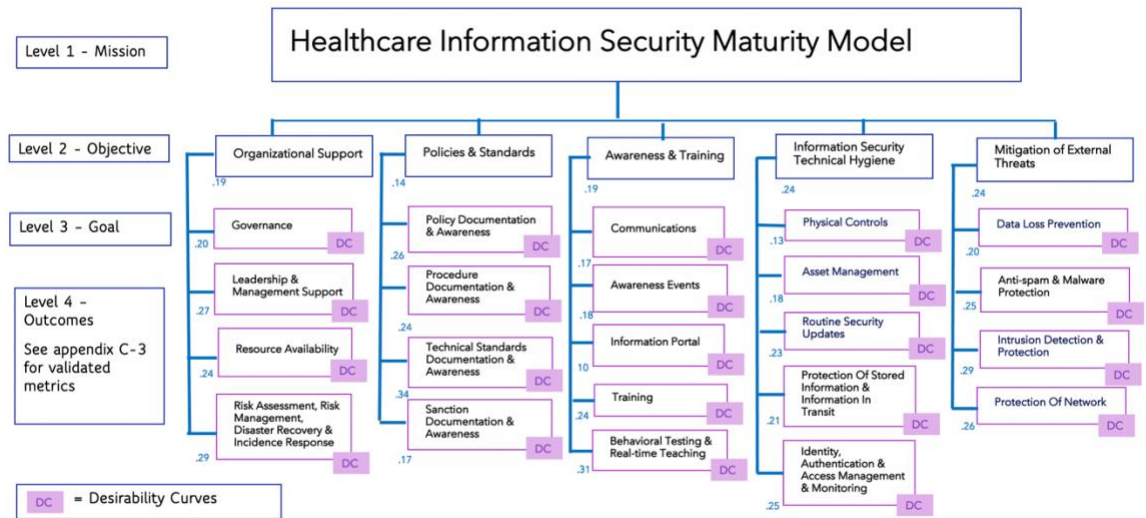 Healthcare Information Security Maturity Model
Level 1 - Mission
Level 2 - Objective
Organizational Support
.19
Policies & Standards
.14
Awareness & Training
.19
Information Security
Technical Hygiene
.24
Mitigation of External
Threats
.24
Level 3 - Goal
Level 4 -
Outcomes
See appendix C-3
for validated
metrics
Governance
DC
.20
Leadership &
Management Support
DC
.27
Resource Availability
DC
.24
Risk Assessment, Risk
Management,
Disaster Recovery &
Incidence Response
DC
.29
Policy Documentation
& Awareness
DC
.26
Procedure
Documentation &
Awareness
DC
.24
Technical Standards
Documentation &
Awareness
DC
.34
Sanction
Documentation &
Awareness
DC
.17
Communications
DC
.17
Awareness Events
DC
.18
Information Portal
DC
10
Training
DC
.24
Behavioral Testing &
Real-time Teaching
DC
.31
Physical Controls
DC
.13
Asset Management
DC
.18
Routine Security
Updates
DC
.23
Protection Of Stored
Information &
Information In
Transit
DC
.21
Identity,
Authentication &
Access Management
& Monitoring
DC
.25
Data Loss Prevention
DC
.20
Anti-spam & Malware
Protection
DC
.25
Intrusion Detection &
Protection
DC
.29
Protection Of Network
DC
.26
DC = Desirability Curves